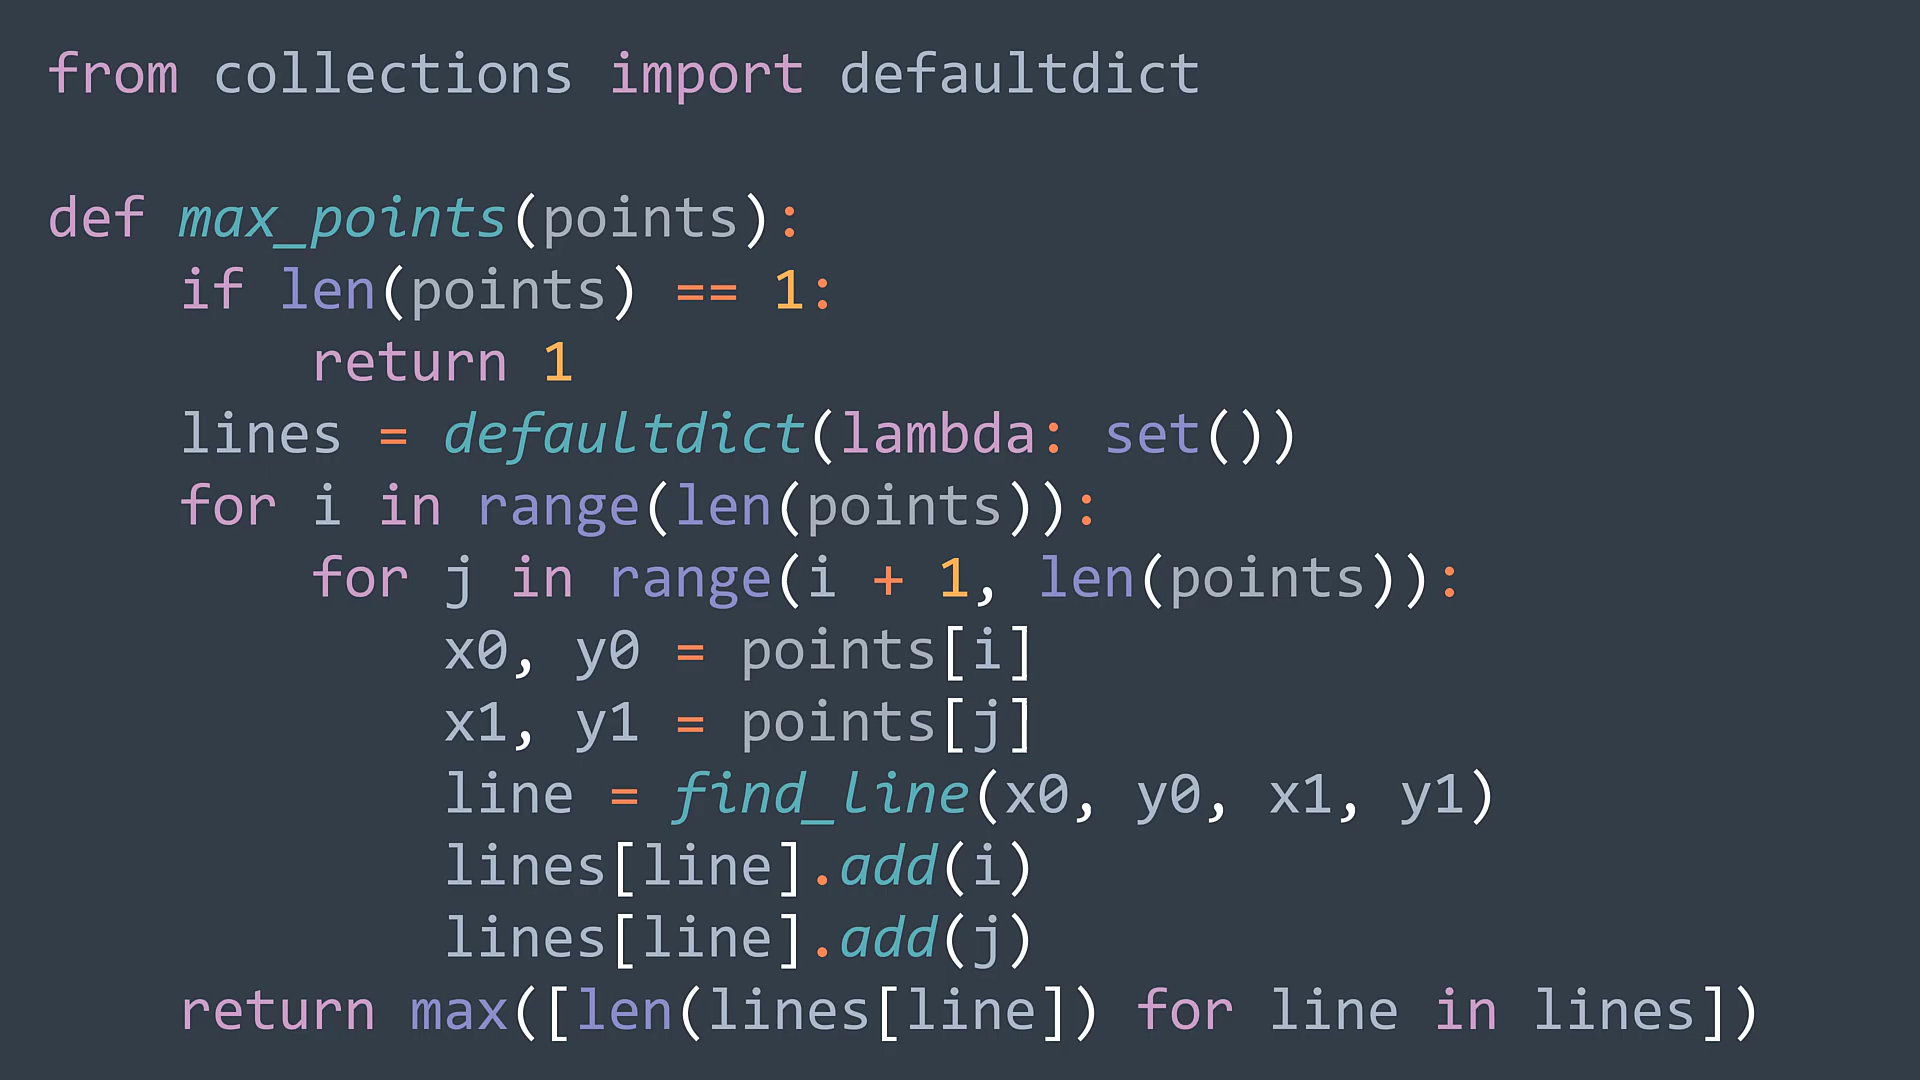 from collections import defaultdict

def max_points(points):
    if len(points) == 1:
        return 1
    lines = defaultdict(lambda: set())
    for i in range(len(points)):
        for j in range(i + 1, len(points)):
            x0, y0 = points[i]
            x1, y1 = points[j]
            line = find_line(x0, y0, x1, y1)
            lines[line].add(i)
            lines[line].add(j)
    return max([len(lines[line]) for line in lines])